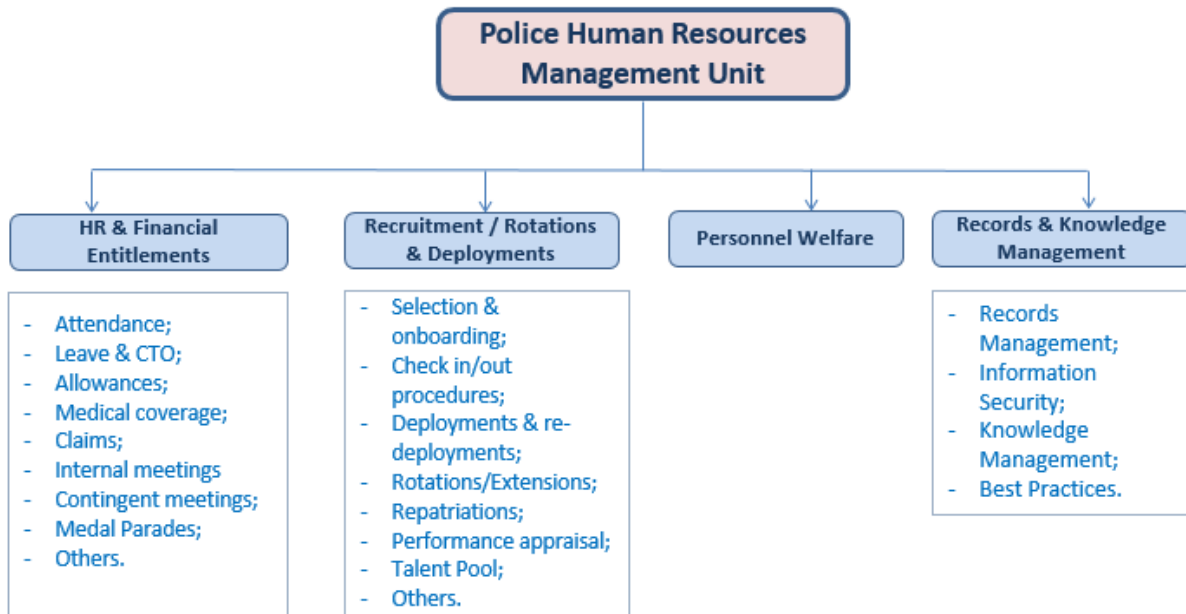 Police Human Resources
Management Unit
HR & Financial
Entitlements
- Attendance;
- Leave & CTO;
- Allowances;
- Medical coverage;
- Claims;
- Internal meetings
- Contingent meetings;
- Medal Parades;
- Others.
Recruitment / Rotations
& Deployments
- Selection &
onboarding;
- Check in/out
procedures;
- Deployments & re-
deployments;
- Rotations/Extensions;
- Repatriations;
- Performance appraisal;
- Talent Pool;
- Others.
Personnel Welfare
Records & Knowledge
Management
- Records
Management;
- Information
Security;
- Knowledge
Management;
- Best Practices.